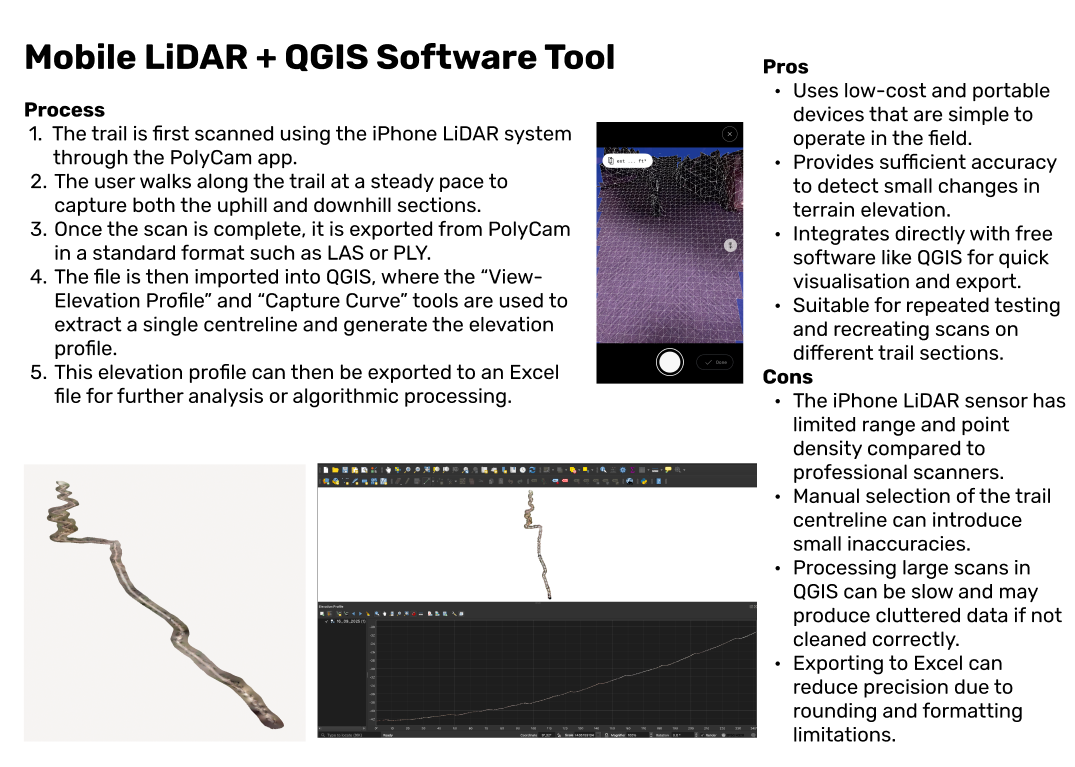 Mobile LiDAR + QGIS Software Tool
Process
1. The trail is first scanned using the iPhone LiDAR system
through the PolyCam app.
2. The user walks along the trail at a steady pace to
capture both the uphill and downhill sections.
3. Once the scan is complete, it is exported from PolyCam
in a standard format such as LAS or PLY.
4. The file is then imported into QGIS, where the “View-
Elevation Profile” and “Capture Curve” tools are used to
extract a single centreline and generate the elevation
profile.
5. This elevation profile can then be exported to an Excel
file for further analysis or algorithmic processing.
est ... ft²
Done
Pros
• Uses low-cost and portable
devices that are simple to
operate in the field.
• Provides sufficient accuracy
to detect small changes in
terrain elevation.
• Integrates directly with free
software like QGIS for quick
visualisation and export.
• Suitable for repeated testing
and recreating scans on
different trail sections.
Cons
• The iPhone LiDAR sensor has
limited range and point
density compared to
professional scanners.
• Manual selection of the trail
centreline can introduce
small inaccuracies.
• Processing large scans in
QGIS can be slow and may
produce cluttered data if not
cleaned correctly.
• Exporting to Excel can
reduce precision due to
rounding and formatting
limitations.
Elevation Profile
Ready
Coordinate
Scale
Magnifier
Rotation
Render